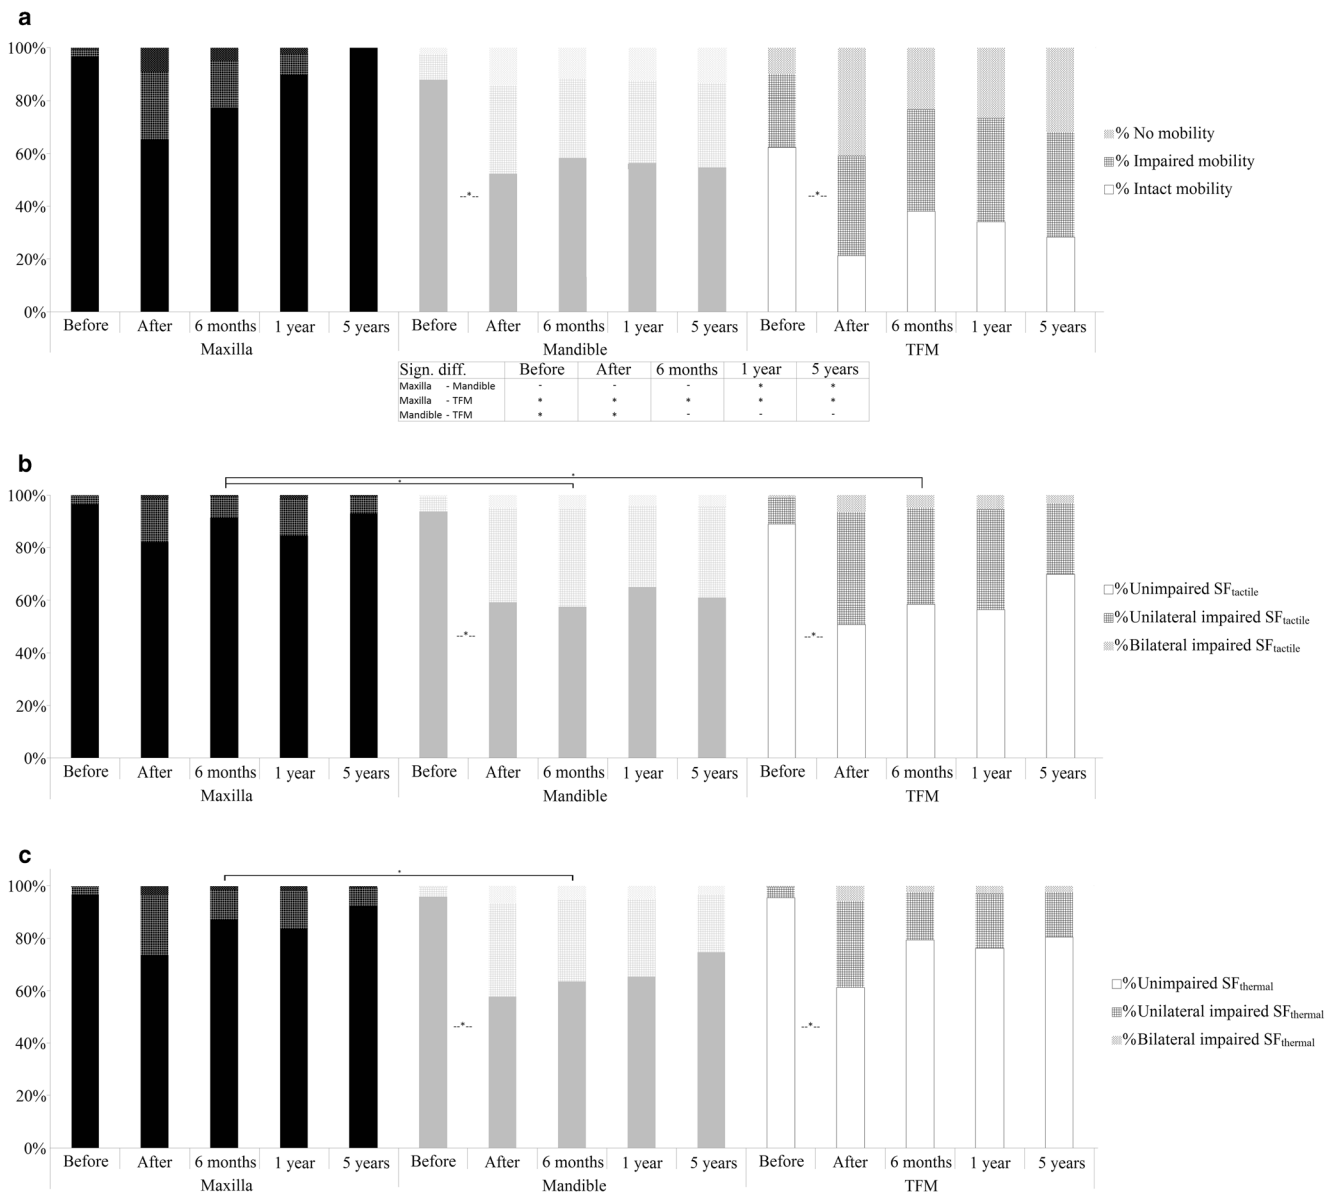 a
100%
80%
60%
40%
20%
0%
--*--
--*--
Before After 6 months 1 year 5 years Before After 6 months 1 year 5 years Before After 6 months 1 year 5 years
Maxilla Mandible TFM
% No mobility
% Impaired mobility
% Intact mobility
Sign. diff. Before After 6 months 1 year 5 years
Maxilla - Mandible - - - * *
Maxilla - TFM * * * * *
Mandible - TFM * * - - -
b
*
*
100%
80%
60%
40%
20%
0%
--*--
--*--
Before After 6 months 1 year 5 years Before After 6 months 1 year 5 years Before After 6 months 1 year 5 years
Maxilla Mandible TFM
%Unimpaired SFtactile
%Unilateral impaired SFtactile
%Bilateral impaired SFtactile
c
*
100%
80%
60%
40%
20%
0%
--*--
--*--
Before After 6 months 1 year 5 years Before After 6 months 1 year 5 years Before After 6 months 1 year 5 years
Maxilla Mandible TFM
%Unimpaired SFthermal
%Unilateral impaired SFthermal
%Bilateral impaired SFthermal